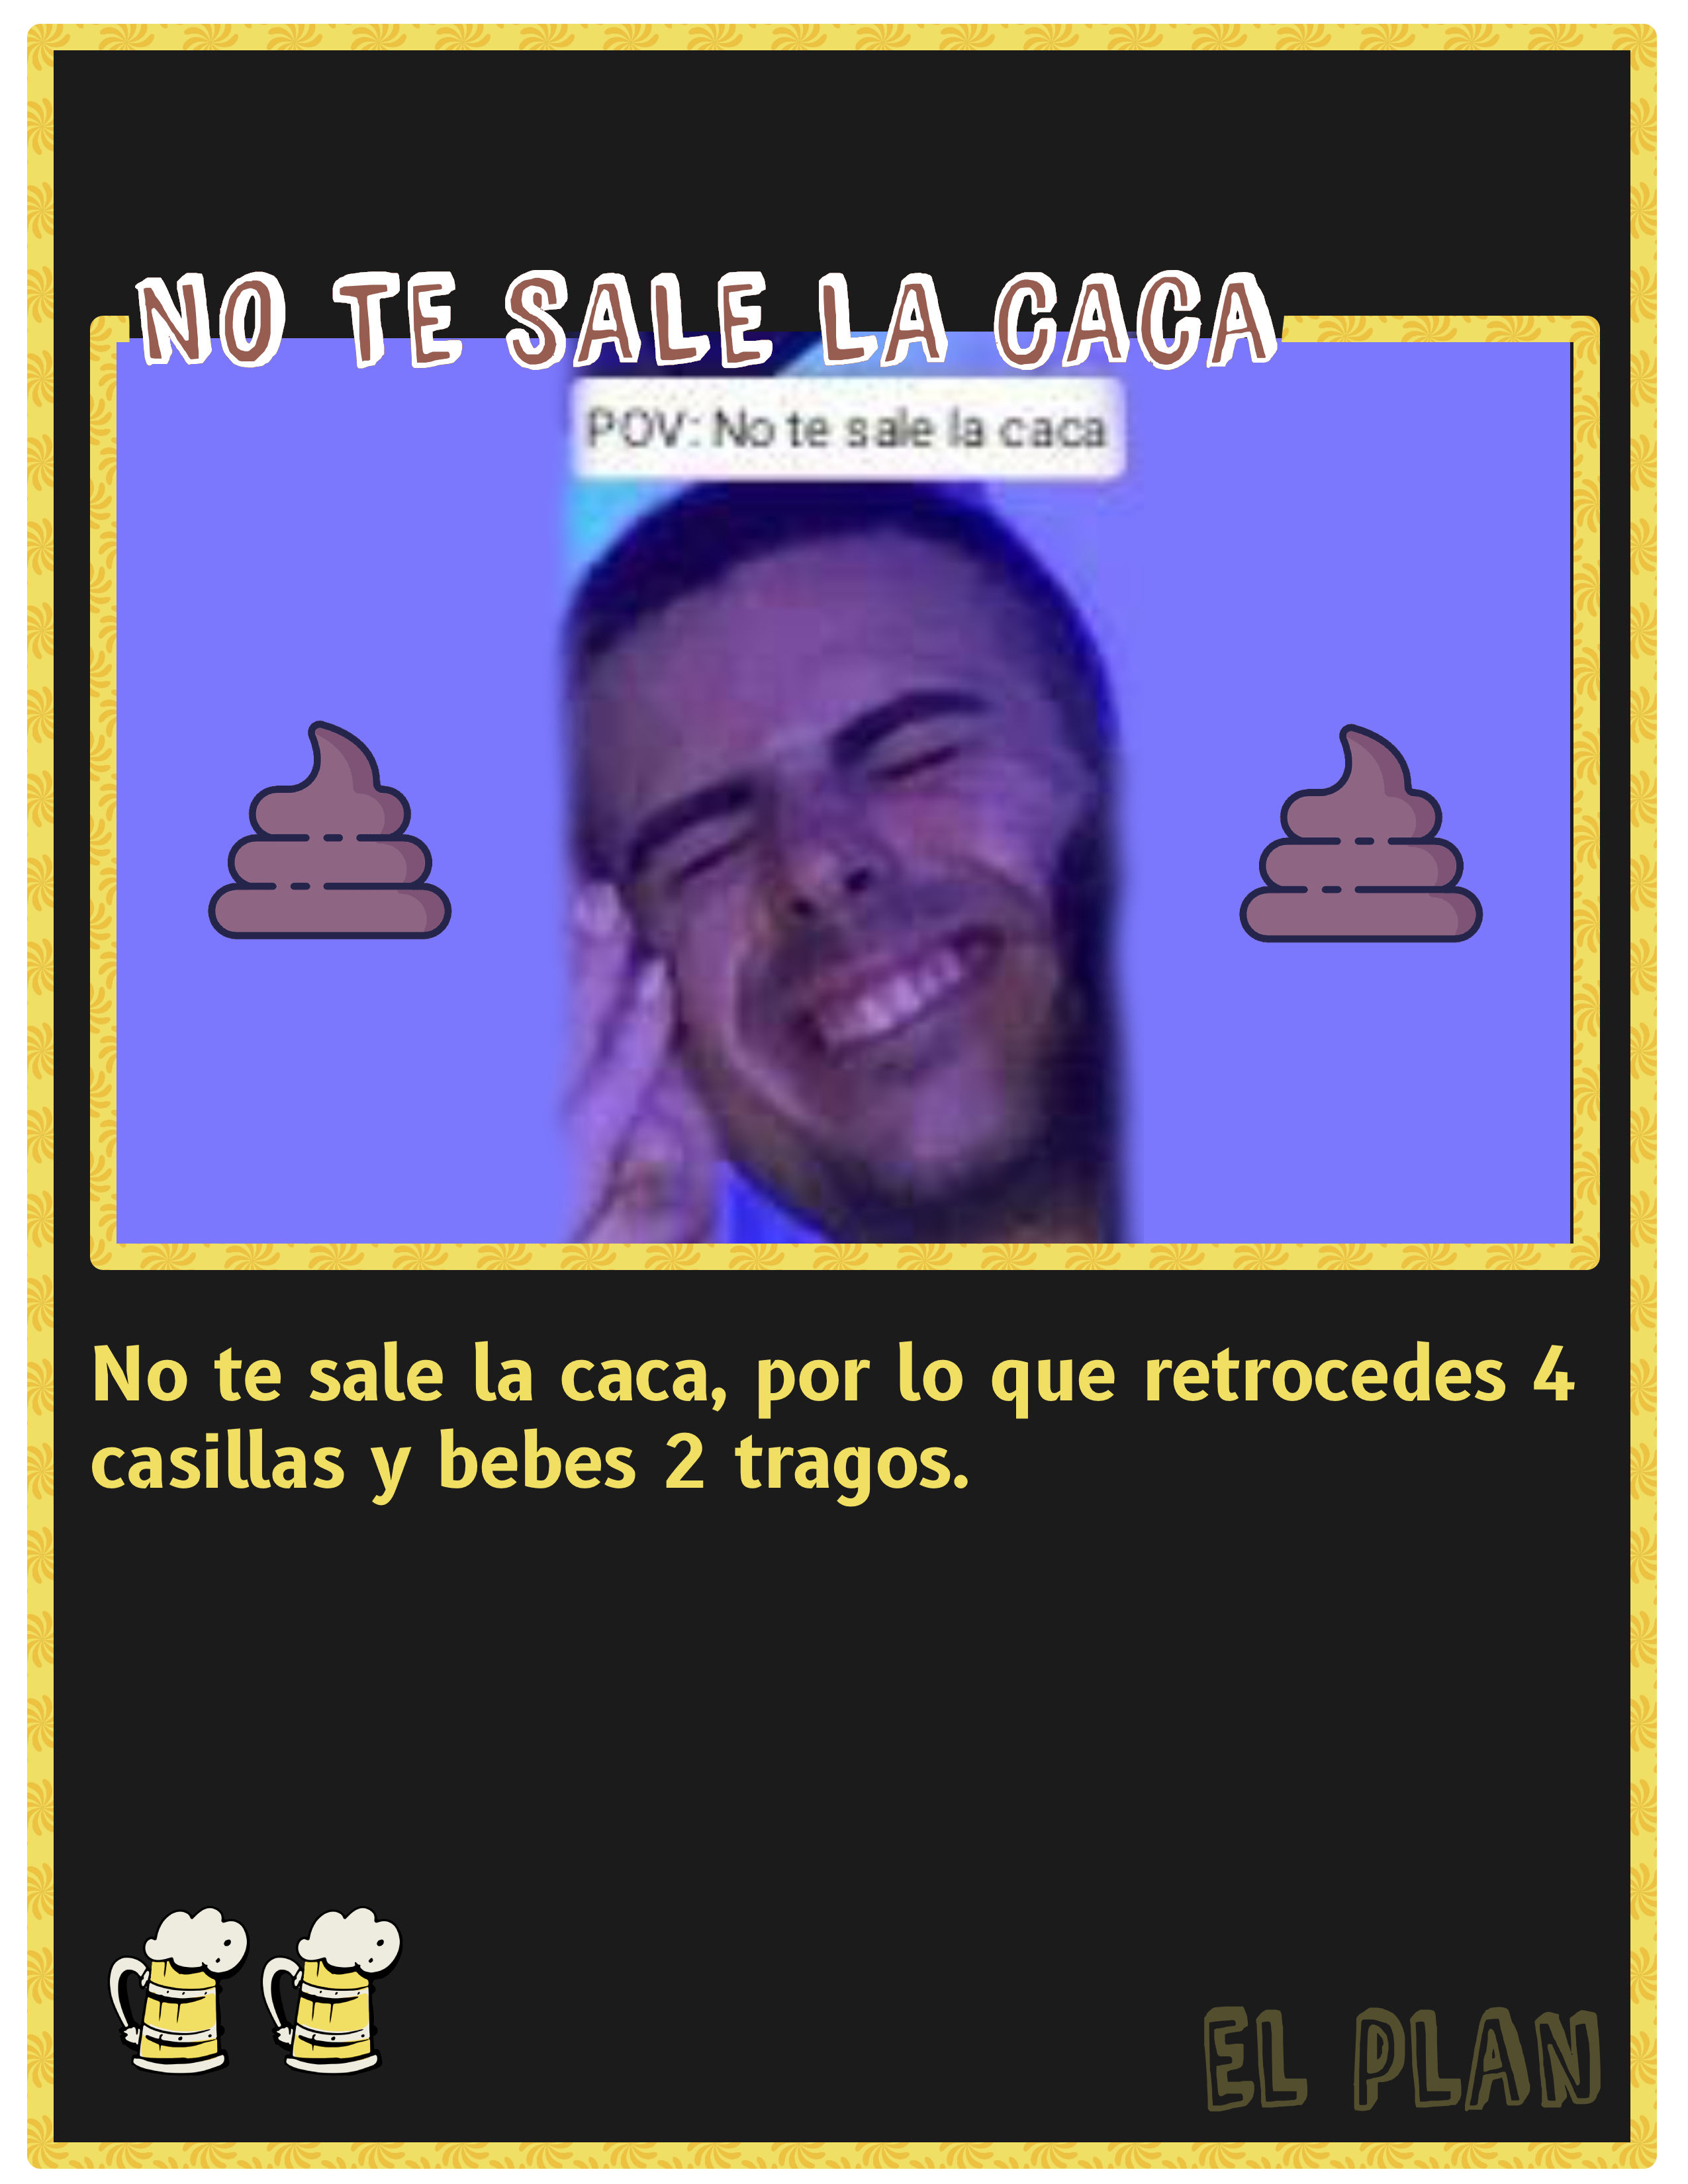 NO TE SALE LA CACA
POV: No te sale la caca
No te sale la caca, por lo que retrocedes 4
casillas y bebes 2 tragos.
EL PLAN